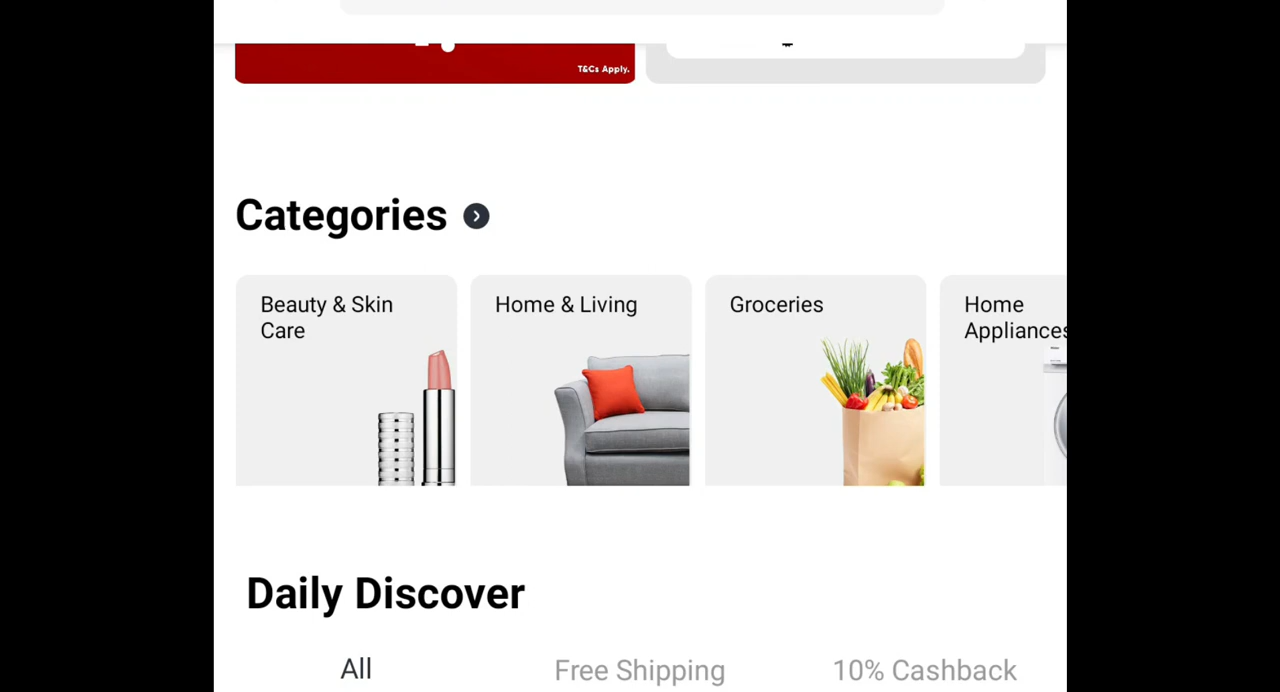 T&Cs Apply.
Categories
Beauty & Skin
Care
Home & Living
Groceries
Home
Appliances
Daily Discover
All
Free Shipping
10% Cashback